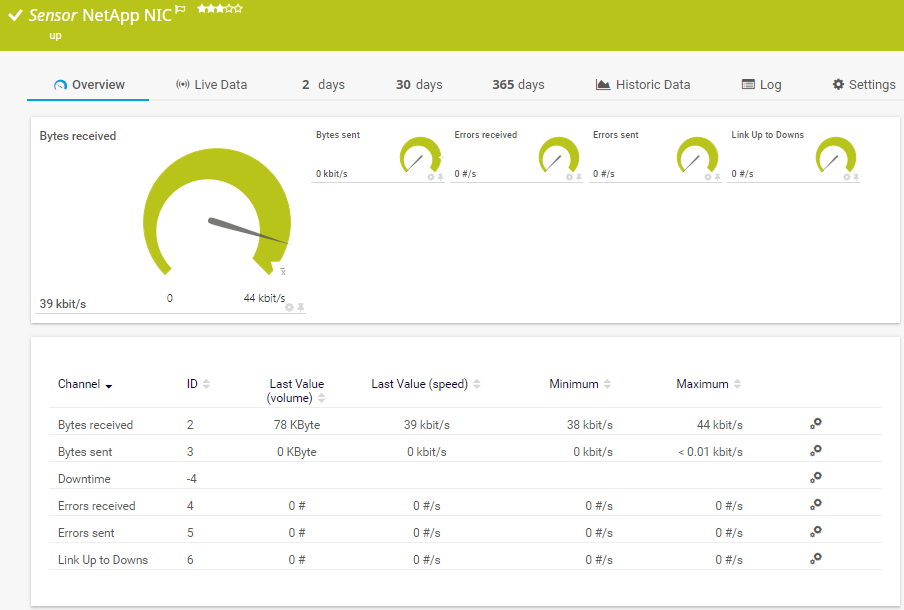 Sensor NetApp NIC
up
Overview Live Data 2 days 30 days 365 days Historic Data Log Settings
Bytes received
Bytes sent
0 kbit/s
Errors received
0 #/s
Errors sent
0 #/s
Link Up to Downs
0 #/s
x̄
0 44 kbit/s
39 kbit/s
Channel ID Last Value (volume) Last Value (speed) Minimum Maximum
Bytes received 2 78 KByte 39 kbit/s 38 kbit/s 44 kbit/s
Bytes sent 3 0 KByte 0 kbit/s 0 kbit/s < 0.01 kbit/s
Downtime -4
Errors received 4 0 # 0 #/s 0 #/s 0 #/s
Errors sent 5 0 # 0 #/s 0 #/s 0 #/s
Link Up to Downs 6 0 # 0 #/s 0 #/s 0 #/s